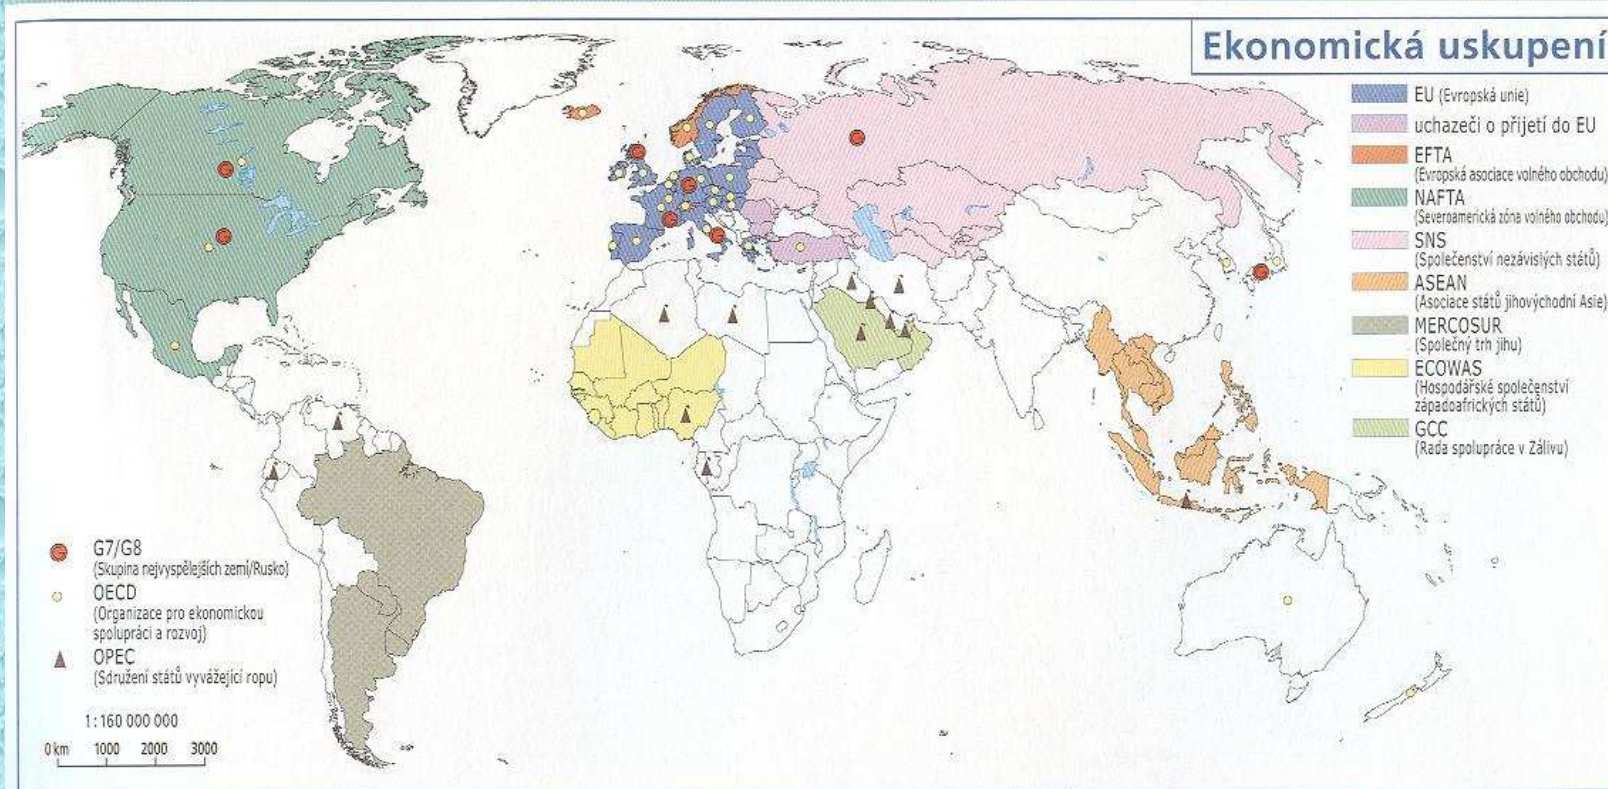 Ekonomická uskupení
EU (Evropská unie)
uchazeči o přijetí do EU
EFTA
(Evropská asociace volného obchodu)
NAFTA
(Severoamerická zóna volného obchodu)
SNS
(Společenství nezávislých států)
ASEAN
(Asociace států jihovýchodní Asie)
MERCOSUR
(Společný trh jihu)
ECOWAS
(Hospodářské společenství
západoafrických států)
GCC
(Rada spolupráce v Zálivu)
G7/G8
(Skupina nejvyspělejších zemí/Rusko)
OECD
(Organizace pro ekonomickou
spolupráci a rozvoj)
OPEC
(Sdružení států vyvážející ropu)
1:160 000 000
0 km 1000 2000 3000